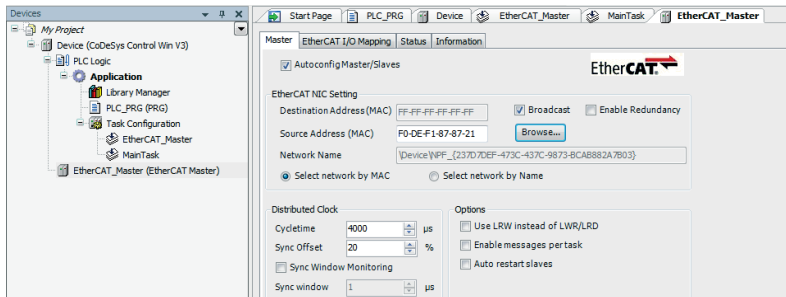 Devices
My Project
Device (CoDeSys Control Win V3)
PLC Logic
Application
Library Manager
PLC_PRG (PRG)
Task Configuration
EtherCAT_Master
MainTask
EtherCAT_Master (EtherCAT Master)
Start Page PLC_PRG Device EtherCAT_Master MainTask EtherCAT_Master
Master EtherCAT I/O Mapping Status Information
Autoconfig Master/Slaves
EtherCAT.
EtherCAT NIC Setting
Destination Address (MAC) FF-FF-FF-FF-FF-FF Broadcast Enable Redundancy
Source Address (MAC) F0-DE-F1-87-87-21 Browse...
Network Name \Device\NPF_{237D7DEF-473C-437C-9873-BCAB882A7B03}
Select network by MAC Select network by Name
Distributed Clock
Cycletime 4000 µs
Sync Offset 20 %
Sync Window Monitoring
Sync window 1 µs
Options
Use LRW instead of LWR/LRD
Enable messages per task
Auto restart slaves